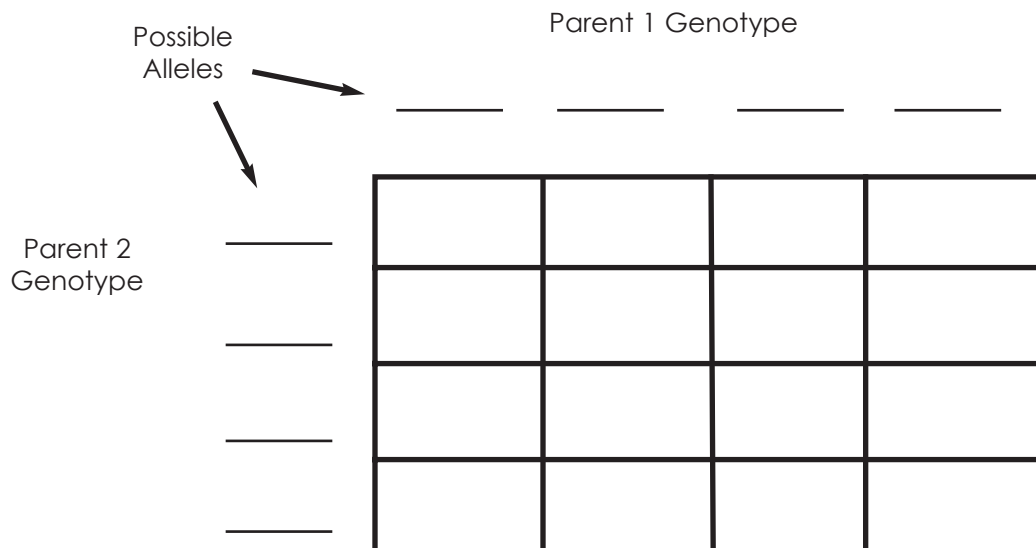 Parent 1 Genotype
Possible
Alleles
Parent 2
Genotype